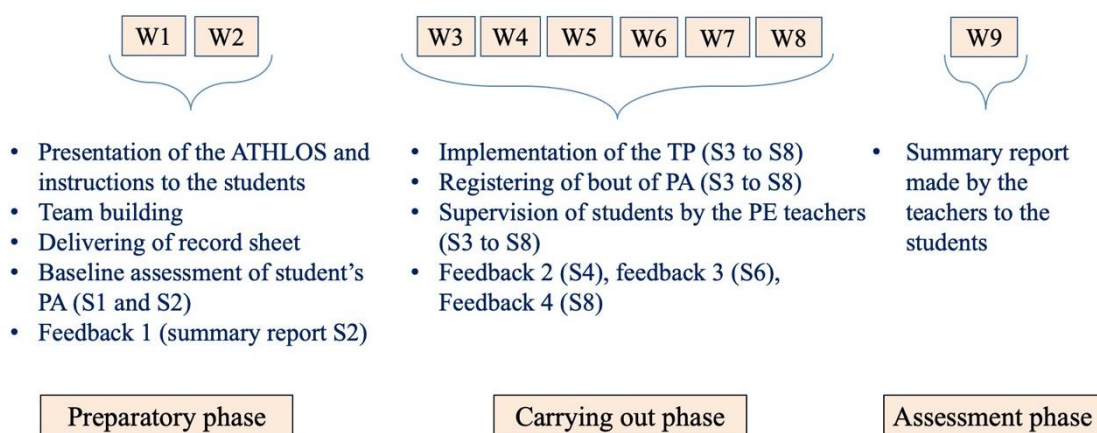 W1 W2
W3 W4 W5 W6 W7 W8
W9
• Presentation of the ATHLOS and
instructions to the students
• Team building
• Delivering of record sheet
• Baseline assessment of student’s
PA (S1 and S2)
• Feedback 1 (summary report S2)
• Implementation of the TP (S3 to S8)
• Registering of bout of PA (S3 to S8)
• Supervision of students by the PE teachers
(S3 to S8)
• Feedback 2 (S4), feedback 3 (S6),
Feedback 4 (S8)
• Summary report
made by the
teachers to the
students
Preparatory phase
Carrying out phase
Assessment phase